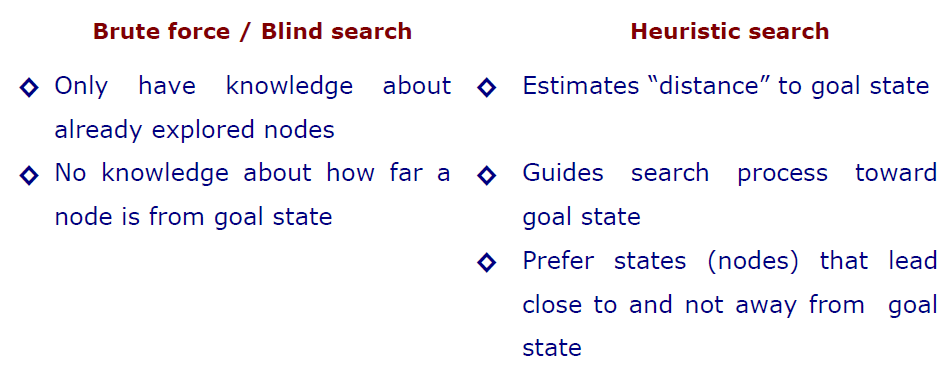 Brute force / Blind search
Only have knowledge about
already explored nodes
No knowledge about how far a
node is from goal state
Heuristic search
Estimates “distance” to goal state
Guides search process toward
goal state
Prefer states (nodes) that lead
close to and not away from goal
state